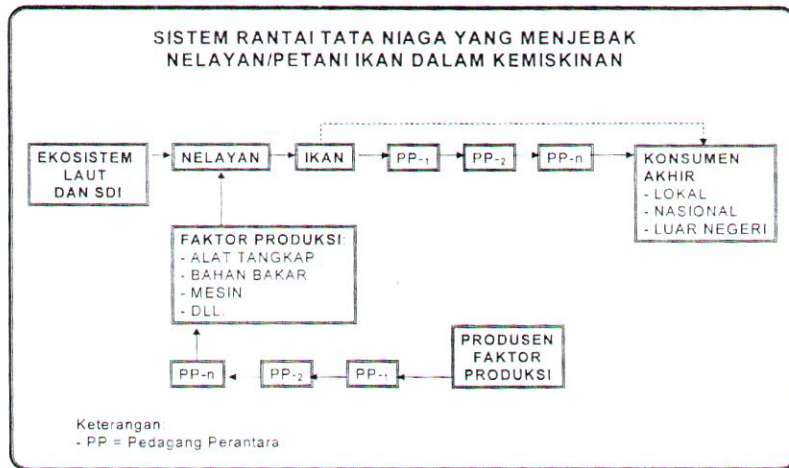 SISTEM RANTAI TATA NIAGA YANG MENJEBAK
NELAYAN/PETANI IKAN DALAM KEMISKINAN
EKOSISTEM
LAUT
DAN SDI
NELAYAN
IKAN
PP-1
PP-2
PP-n
KONSUMEN
AKHIR
- LOKAL
- NASIONAL
- LUAR NEGERI
FAKTOR PRODUKSI:
- ALAT TANGKAP
- BAHAN BAKAR
- MESIN
- DLL.
PP-n
PP-2
PP-1
PRODUSEN
FAKTOR
PRODUKSI
Keterangan:
- PP = Pedagang Perantara